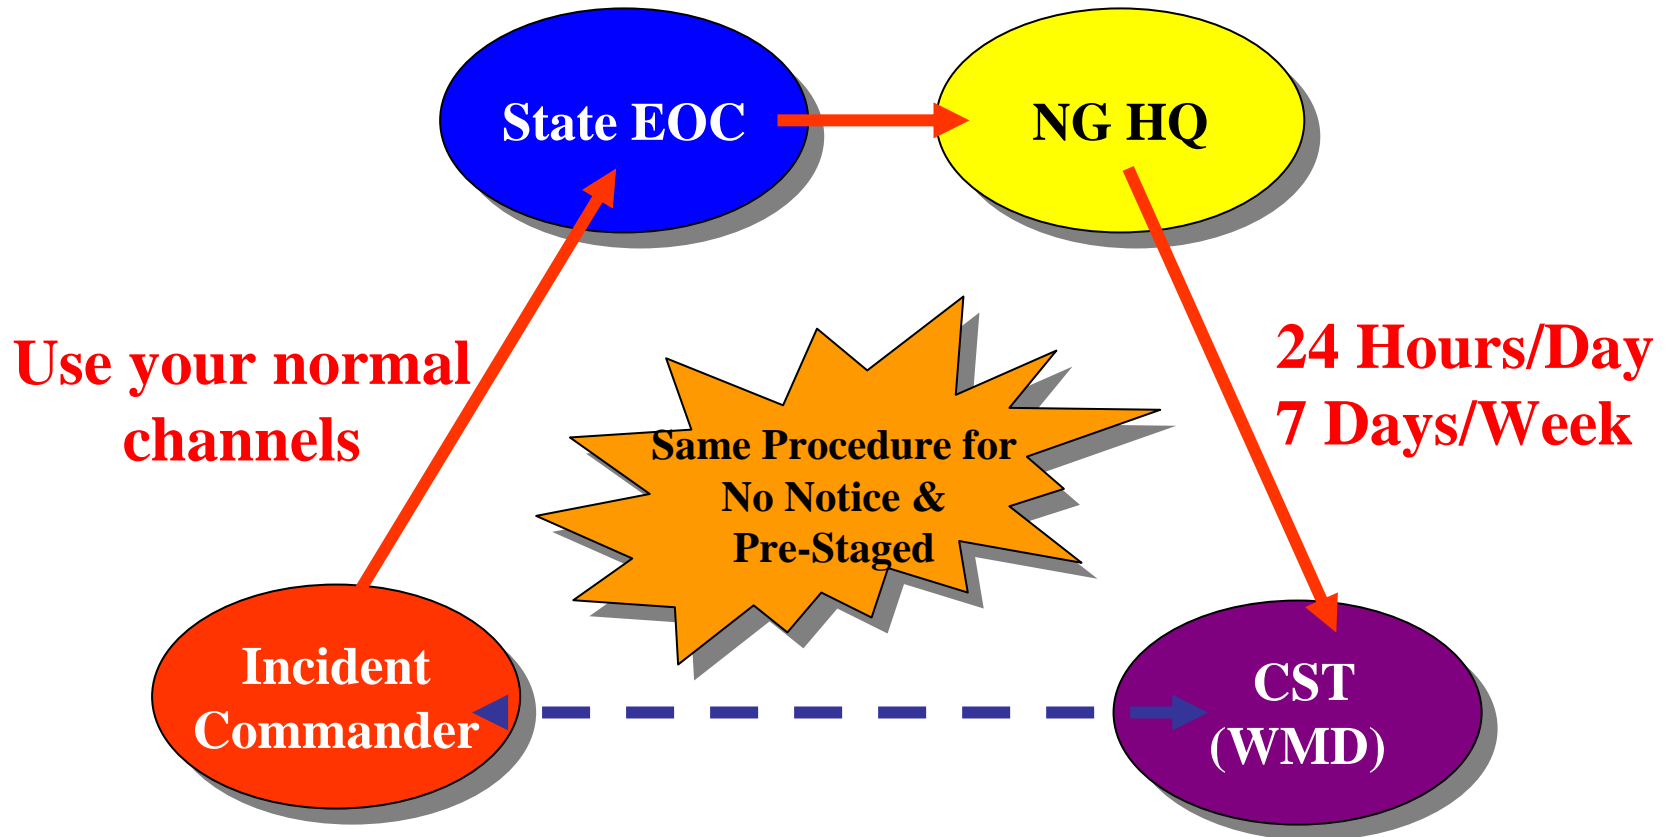 State EOC
NG HQ
Use your normal
channels
24 Hours/Day
7 Days/Week
Same Procedure for
No Notice &
Pre-Staged
Incident
Commander
CST
(WMD)